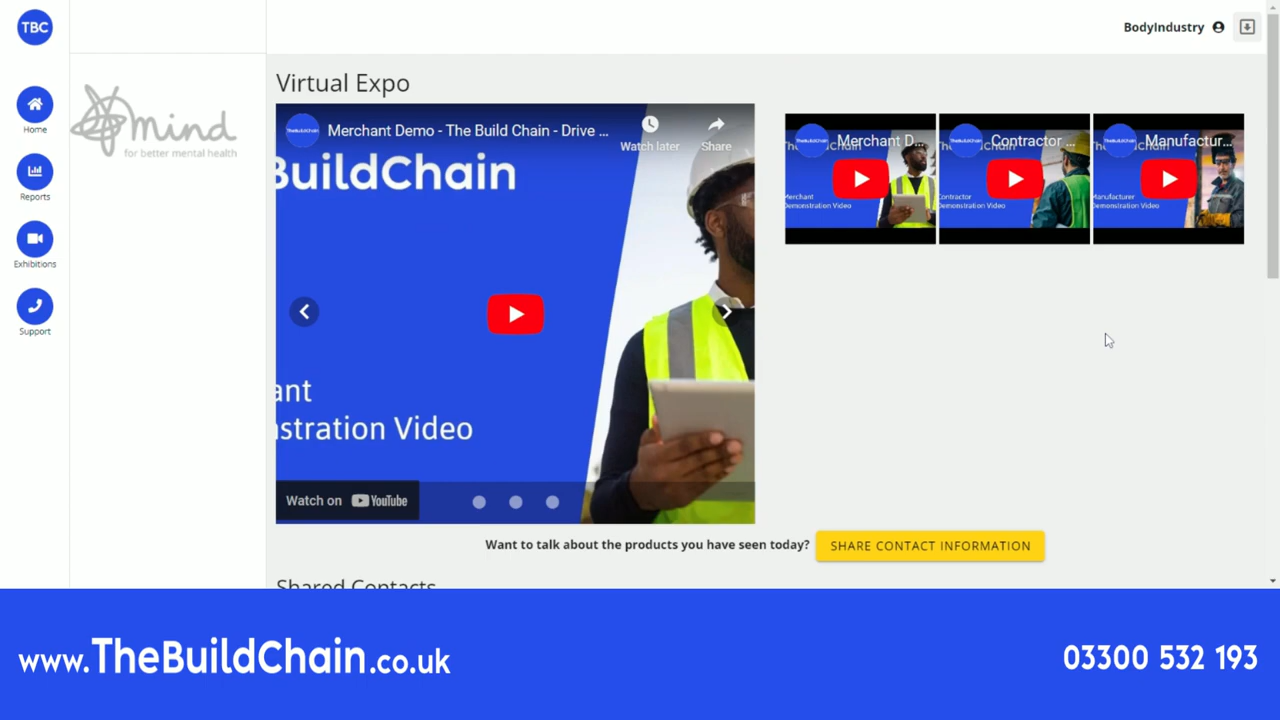 TBC
BodyIndustry
Home
Reports
Exhibitions
Support
mind
for better mental health
Virtual Expo
TheBuildChain
Merchant Demo - The Build Chain - Drive ...
Watch later
Share
BuildChain
ant
nstration Video
Watch on YouTube
Merchant D...
Merchant
Demonstration Video
Contractor ...
Contractor
Demonstration Video
Manufactur...
Manufacturer
Demonstration Video
Want to talk about the products you have seen today?
SHARE CONTACT INFORMATION
Shared Contacts
www.TheBuildChain.co.uk
03300 532 193